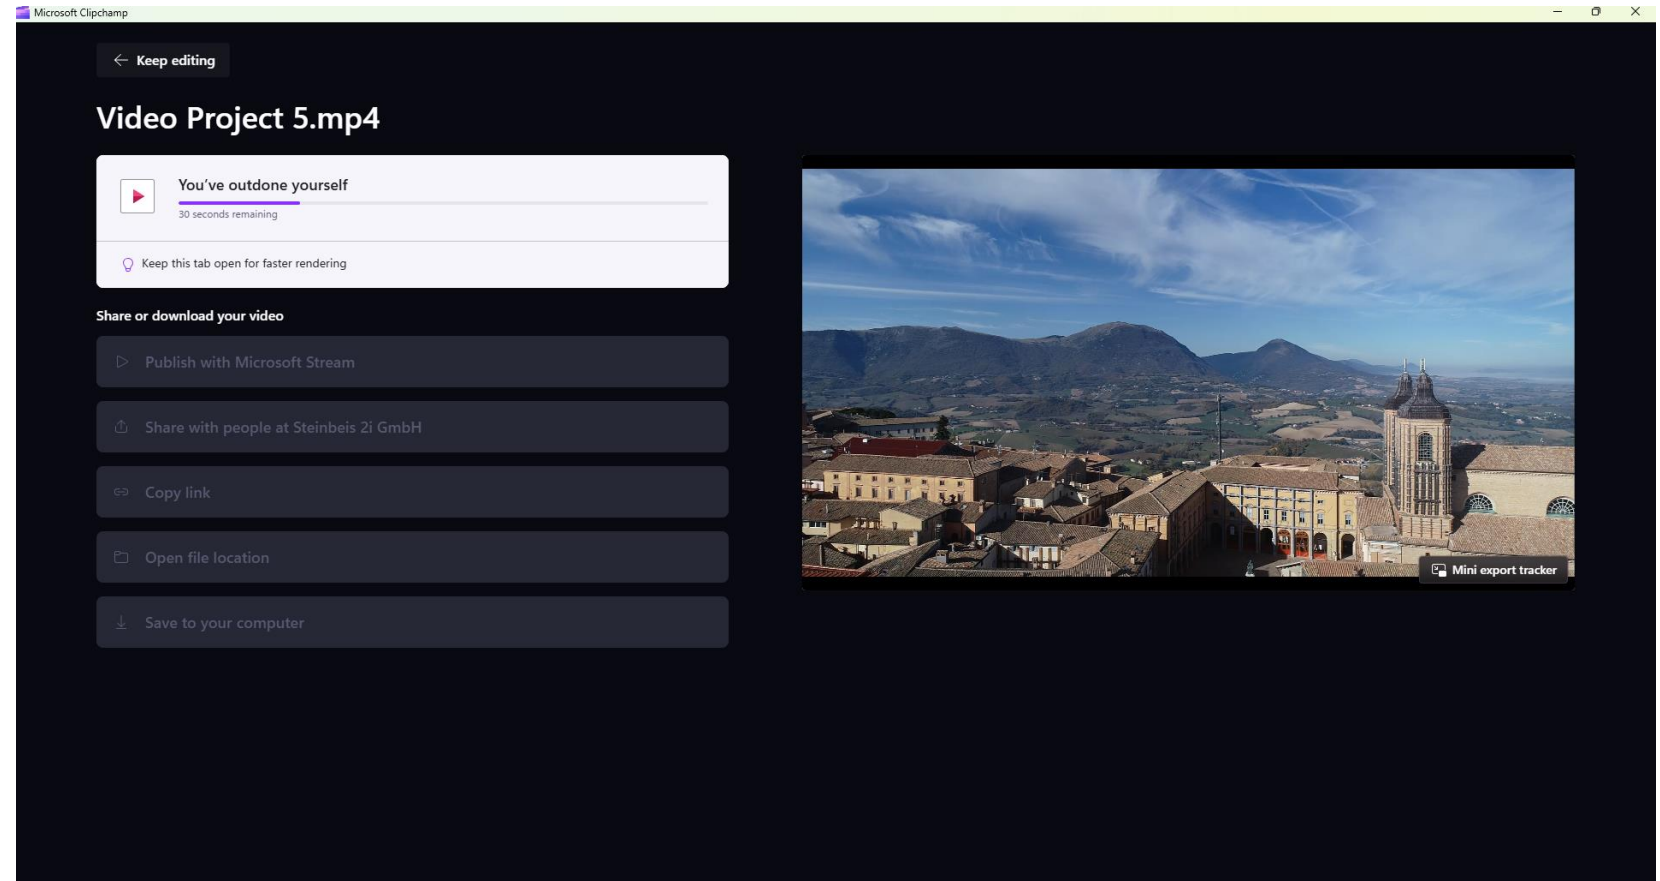 Microsoft Clipchamp
Keep editing
Video Project 5.mp4
You've outdone yourself
30 seconds remaining
Keep this tab open for faster rendering
Share or download your video
Publish with Microsoft Stream
Share with people at Steinbeis 2i GmbH
Copy link
Open file location
Save to your computer
Mini export tracker